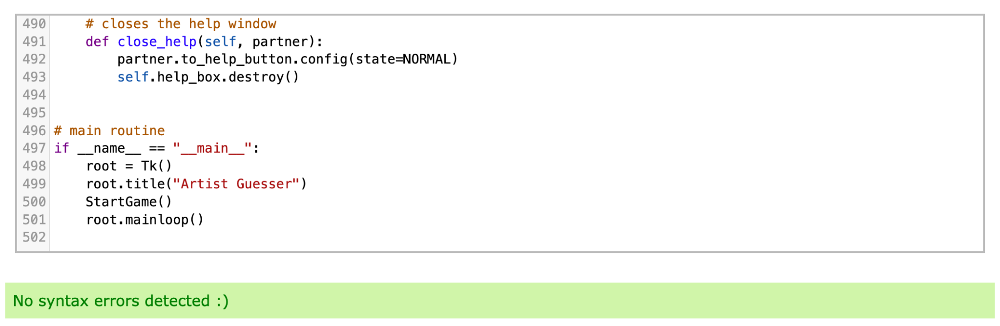 490     # closes the help window
491     def close_help(self, partner):
492         partner.to_help_button.config(state=NORMAL)
493         self.help_box.destroy()
494
495
496 # main routine
497 if __name__ == "__main__":
498     root = Tk()
499     root.title("Artist Guesser")
500     StartGame()
501     root.mainloop()
502
No syntax errors detected :)